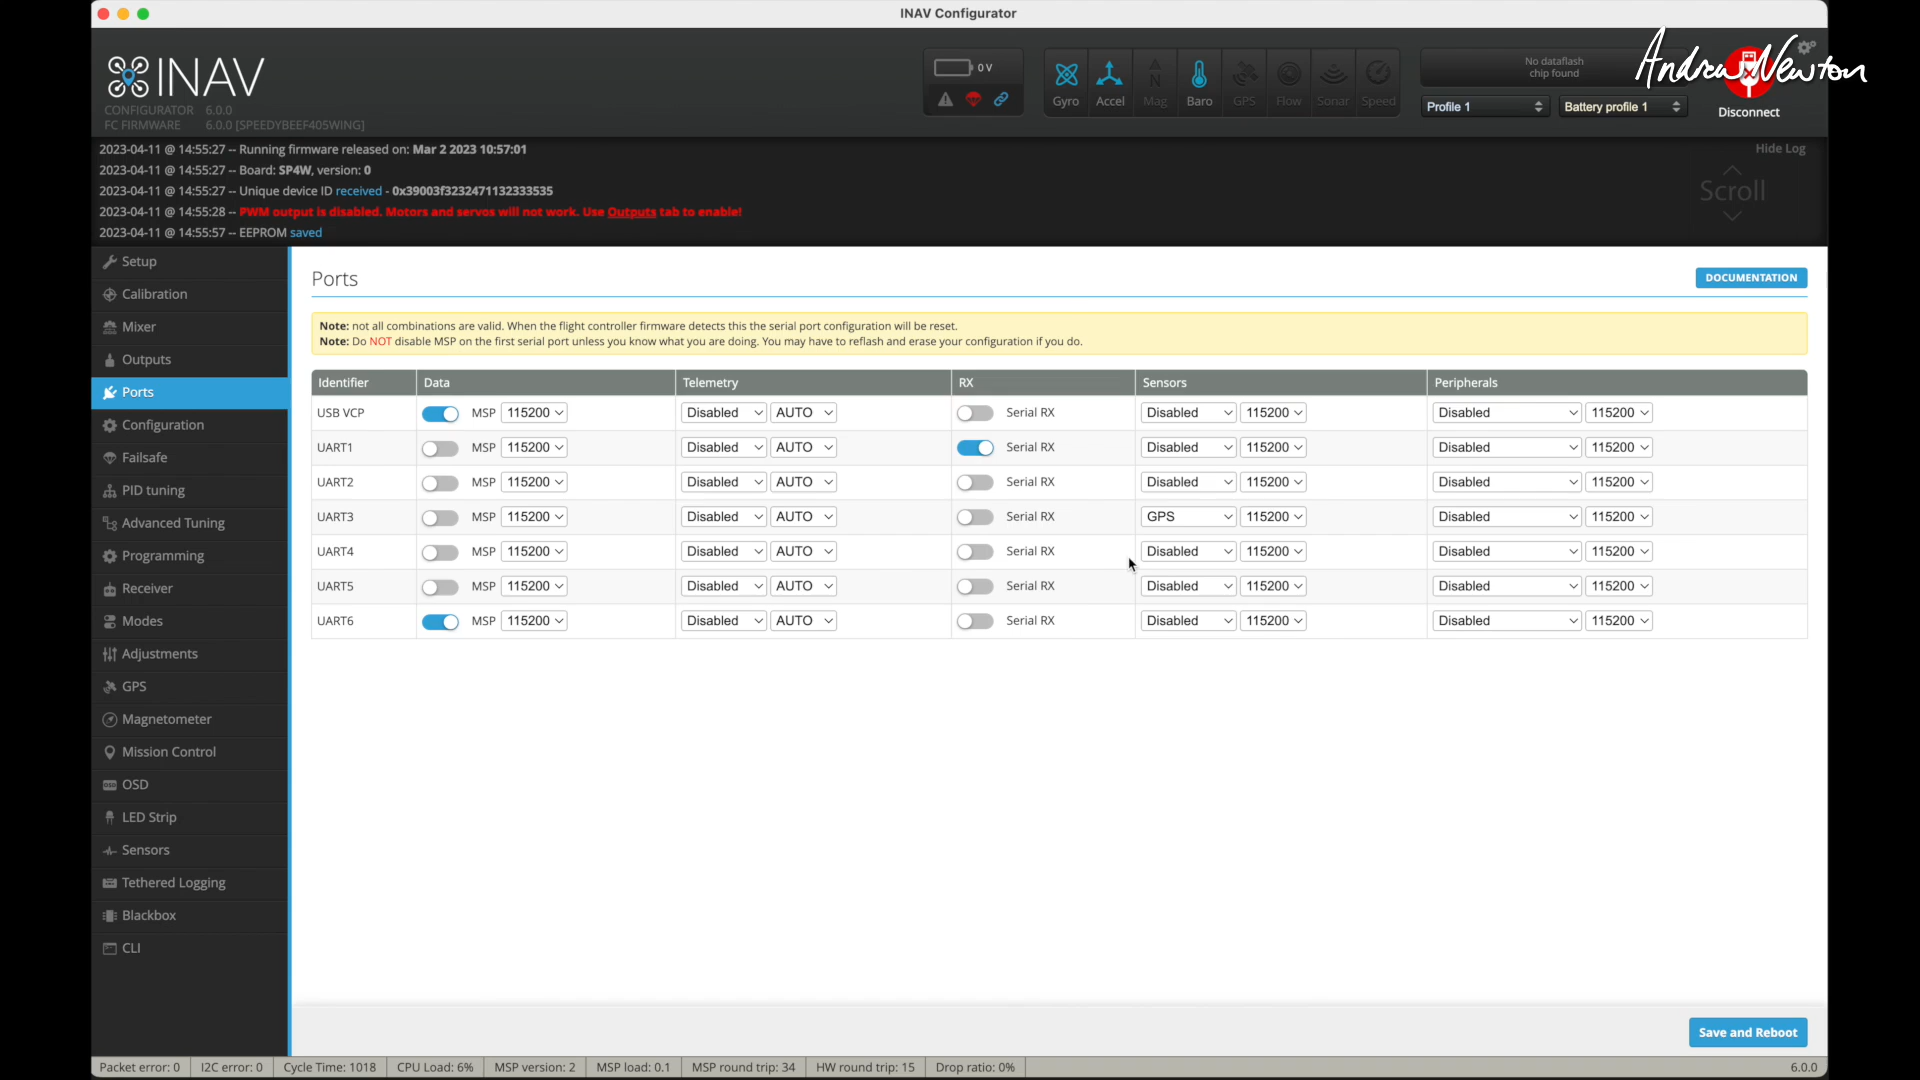 INAV Configurator
INAV
CONFIGURATOR 6.0.0
FC FIRMWARE 6.0.0 [SPEEDYBEEF405WING]
0 V
Gyro Accel Mag Baro GPS Flow Sonar Speed
No dataflash
chip found
Profile 1
Battery profile 1
Andrew Newton
Disconnect
2023-04-11 @ 14:55:27 -- Running firmware released on: Mar 2 2023 10:57:01
2023-04-11 @ 14:55:27 -- Board: SP4W, version: 0
2023-04-11 @ 14:55:27 -- Unique device ID received - 0x39003f3232471132333535
2023-04-11 @ 14:55:28 -- PWM output is disabled. Motors and servos will not work. Use Outputs tab to enable!
2023-04-11 @ 14:55:57 -- EEPROM saved
Hide Log
Scroll
Setup
Calibration
Mixer
Outputs
Ports
Configuration
Failsafe
PID tuning
Advanced Tuning
Programming
Receiver
Modes
Adjustments
GPS
Magnetometer
Mission Control
OSD
LED Strip
Sensors
Tethered Logging
Blackbox
CLI
Ports
DOCUMENTATION
Note: not all combinations are valid. When the flight controller firmware detects this the serial port configuration will be reset.
Note: Do NOT disable MSP on the first serial port unless you know what you are doing. You may have to reflash and erase your configuration if you do.
Identifier Data Telemetry RX Sensors Peripherals
USB VCP MSP 115200 Disabled AUTO Serial RX Disabled 115200 Disabled 115200
UART1 MSP 115200 Disabled AUTO Serial RX Disabled 115200 Disabled 115200
UART2 MSP 115200 Disabled AUTO Serial RX Disabled 115200 Disabled 115200
UART3 MSP 115200 Disabled AUTO Serial RX GPS 115200 Disabled 115200
UART4 MSP 115200 Disabled AUTO Serial RX Disabled 115200 Disabled 115200
UART5 MSP 115200 Disabled AUTO Serial RX Disabled 115200 Disabled 115200
UART6 MSP 115200 Disabled AUTO Serial RX Disabled 115200 Disabled 115200
Save and Reboot
Packet error: 0 I2C error: 0 Cycle Time: 1018 CPU Load: 6% MSP version: 2 MSP load: 0.1 MSP round trip: 34 HW round trip: 15 Drop ratio: 0% 6.0.0